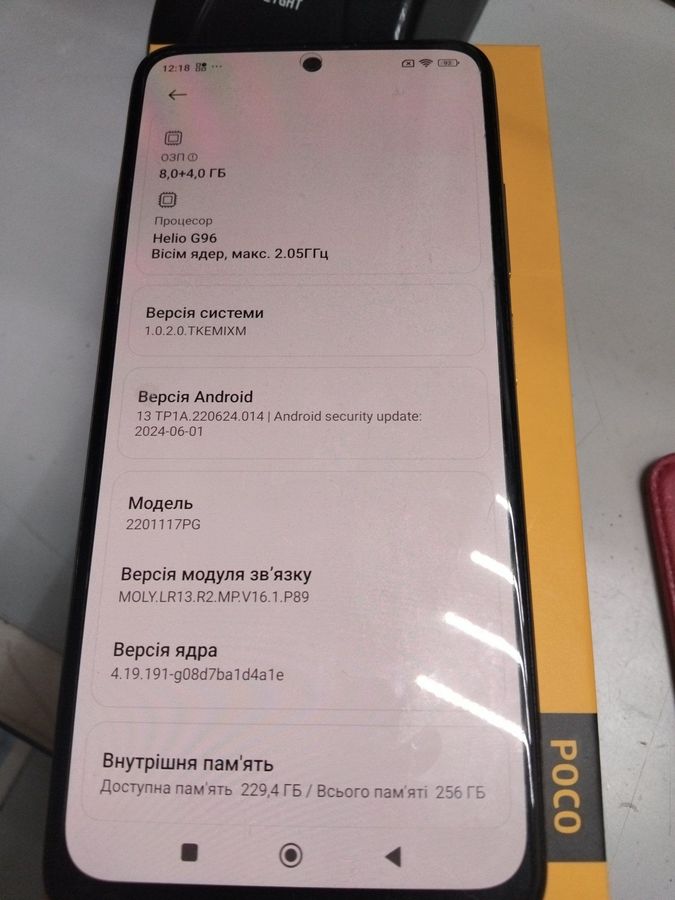 12:18
93
ОЗП
8,0+4,0 ГБ
Процесор
Helio G96
Вісім ядер, макс. 2.05ГГц
Версія системи
1.0.2.0.TKEMIXM
Версія Android
13 TP1A.220624.014 | Android security update:
2024-06-01
Модель
2201117PG
Версія модуля зв’язку
MOLY.LR13.R2.MP.V16.1.P89
Версія ядра
4.19.191-g08d7ba1d4a1e
Внутрішня пам'ять
Доступна пам'ять 229,4 ГБ / Всього пам'яті 256 ГБ
POCO